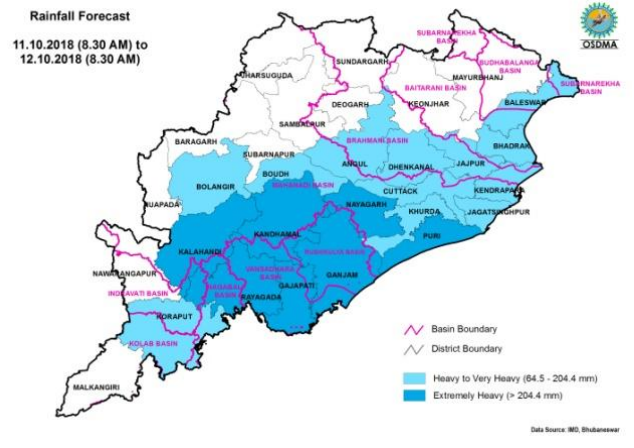 Rainfall Forecast
11.10.2018 (8.30 AM) to
12.10.2018 (8.30 AM)
OSDMA
SUBARNAREKHA
BASIN
SUNDARGARH
BUDHABALANGA
BASIN
JHARSUGUDA
MAYURBHANJ
BAITARANI BASIN
SUBARNAREKHA
BASIN
DEOGARH
KEONJHAR
BALESWAR
SAMBALPUR
BARAGARH
BRAHMANI BASIN
BHADRAK
SUBARNAPUR
ANGUL
DHENKANAL
JAJPUR
BOUDH
BOLANGIR
MAHANADI BASIN
CUTTACK
KENDRAPARA
NUAPADA
NAYAGARH
KHURDA
JAGATSINGHPUR
KANDHAMAL
PURI
KALAHANDI
RUSHIKULYA BASIN
NAWARANGAPUR
VANSADHARA
BASIN
GANJAM
INDRAVATI BASIN
NAGABALI
BASIN
GAJAPATI
RAYAGADA
KORAPUT
KOLAB BASIN
MALKANGIRI
Basin Boundary
District Boundary
Heavy to Very Heavy (64.5 - 204.4 mm)
Extremely Heavy (> 204.4 mm)
Data Source: IMD, Bhubaneswar